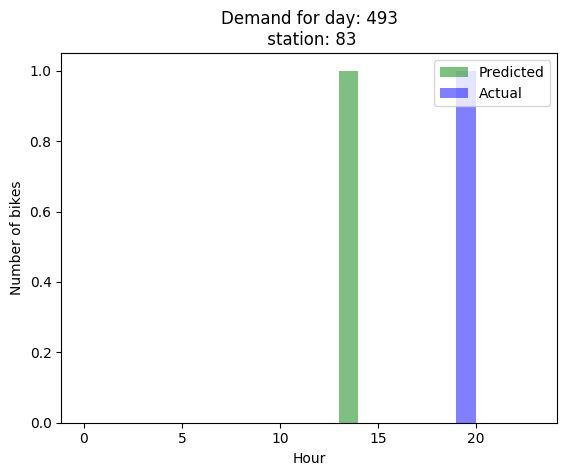 Demand for day: 493
station: 83
Predicted
Actual
Number of bikes
1.0
0.8
0.6
0.4
0.2
0.0
0
5
10
15
20
Hour